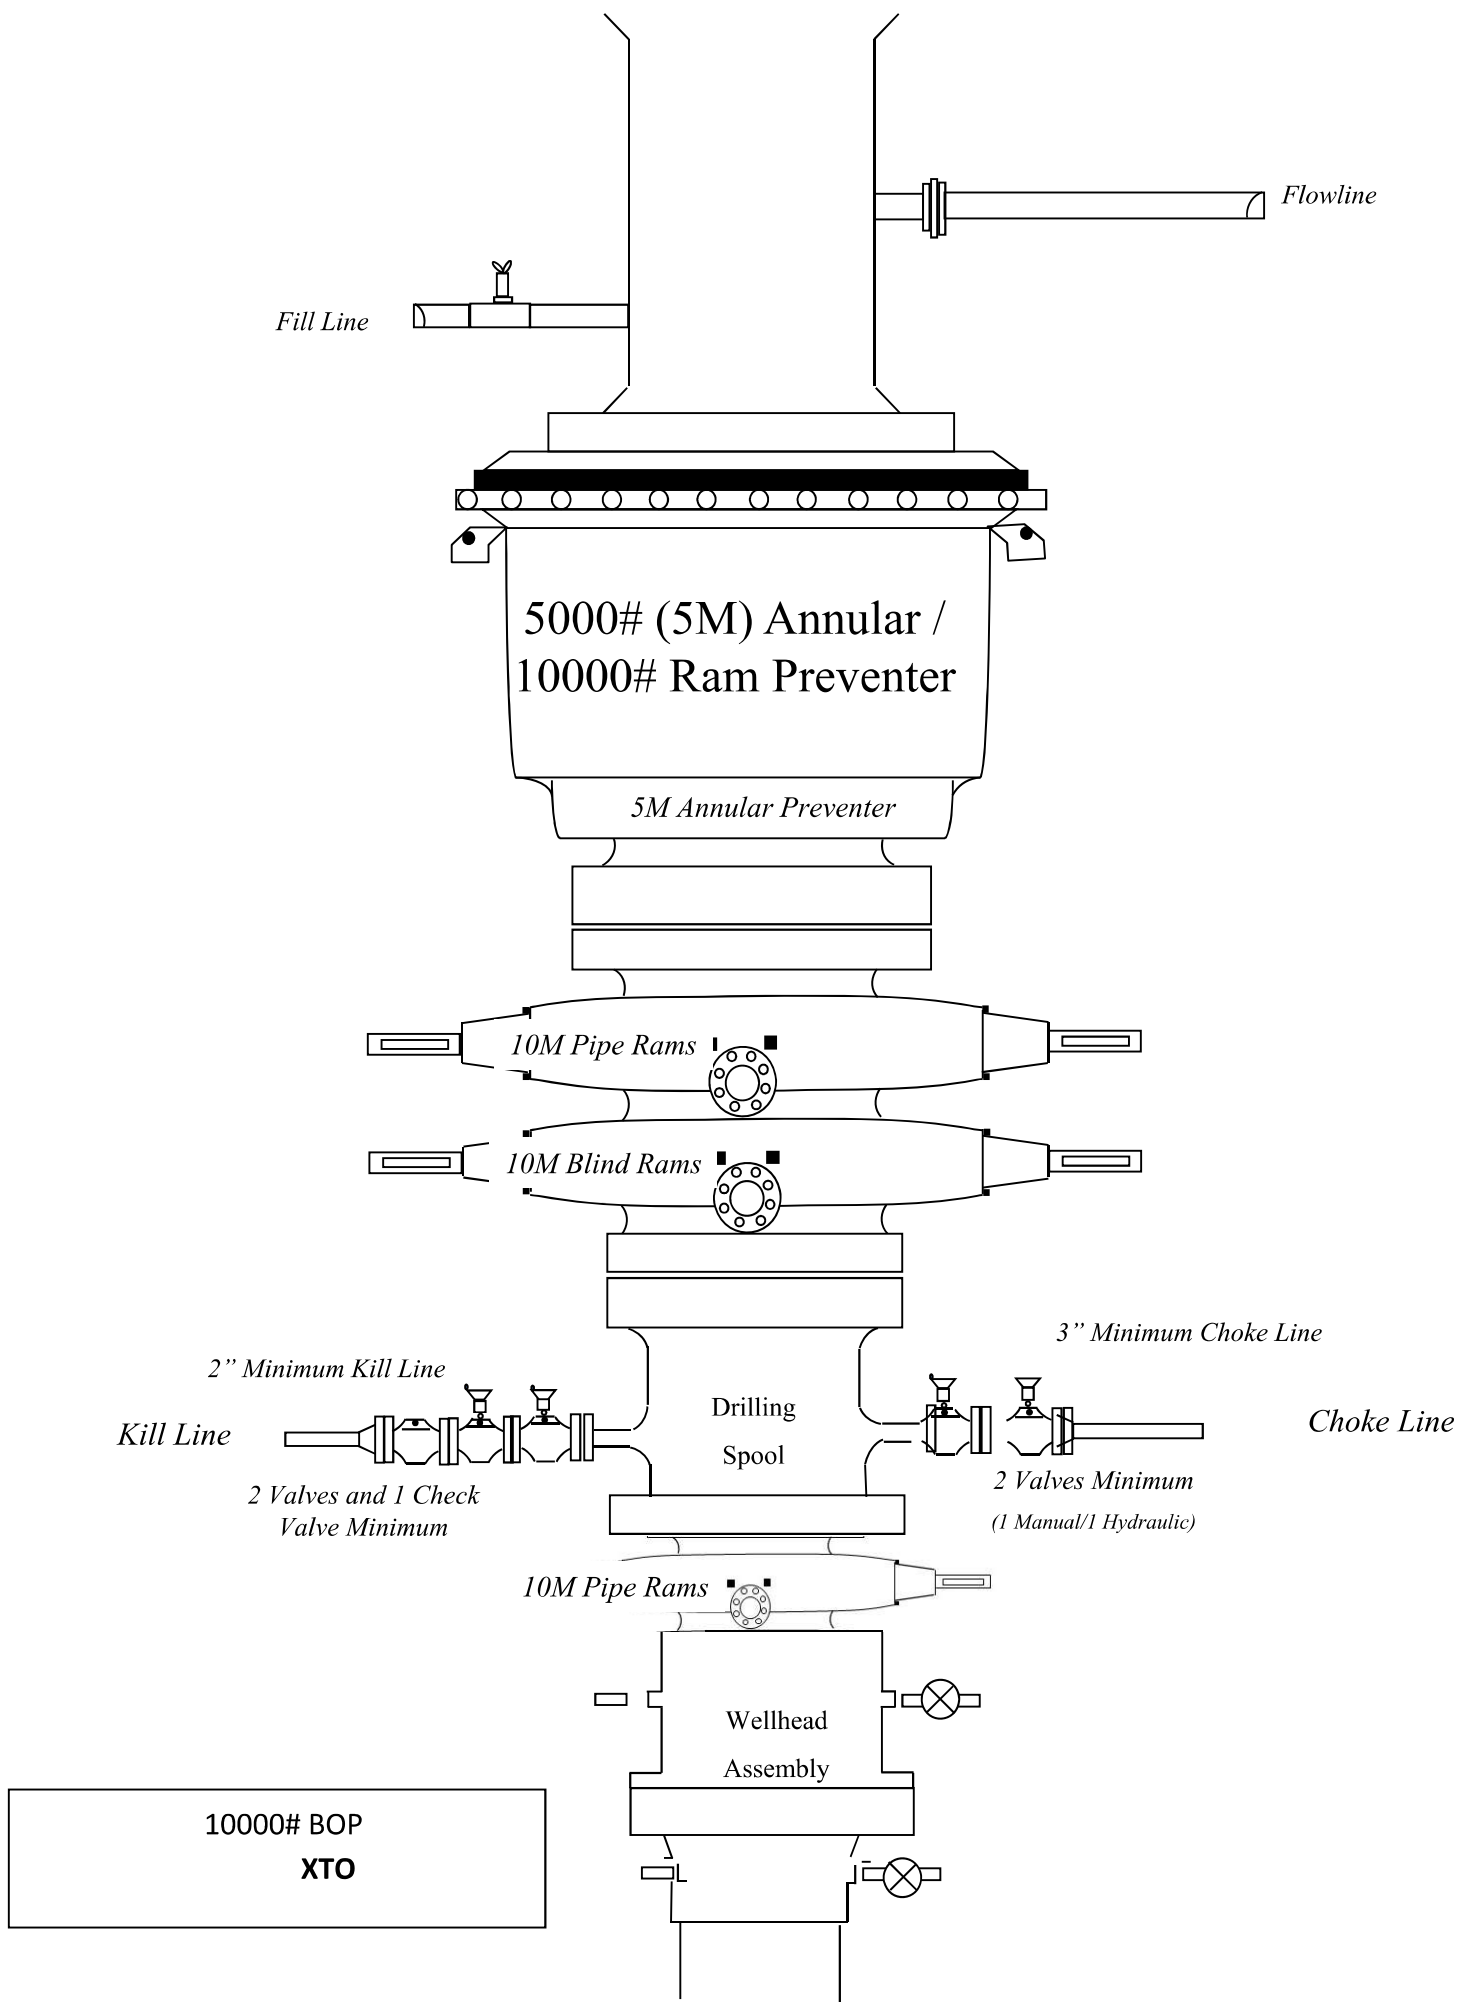 Flowline
Fill Line
5000# (5M) Annular /
10000# Ram Preventer
5M Annular Preventer
10M Pipe Rams
10M Blind Rams
3” Minimum Choke Line
2” Minimum Kill Line
Drilling
Spool
Kill Line
Choke Line
2 Valves and 1 Check
Valve Minimum
2 Valves Minimum
(1 Manual/1 Hydraulic)
10M Pipe Rams
Wellhead
Assembly
10000# BOP
XTO